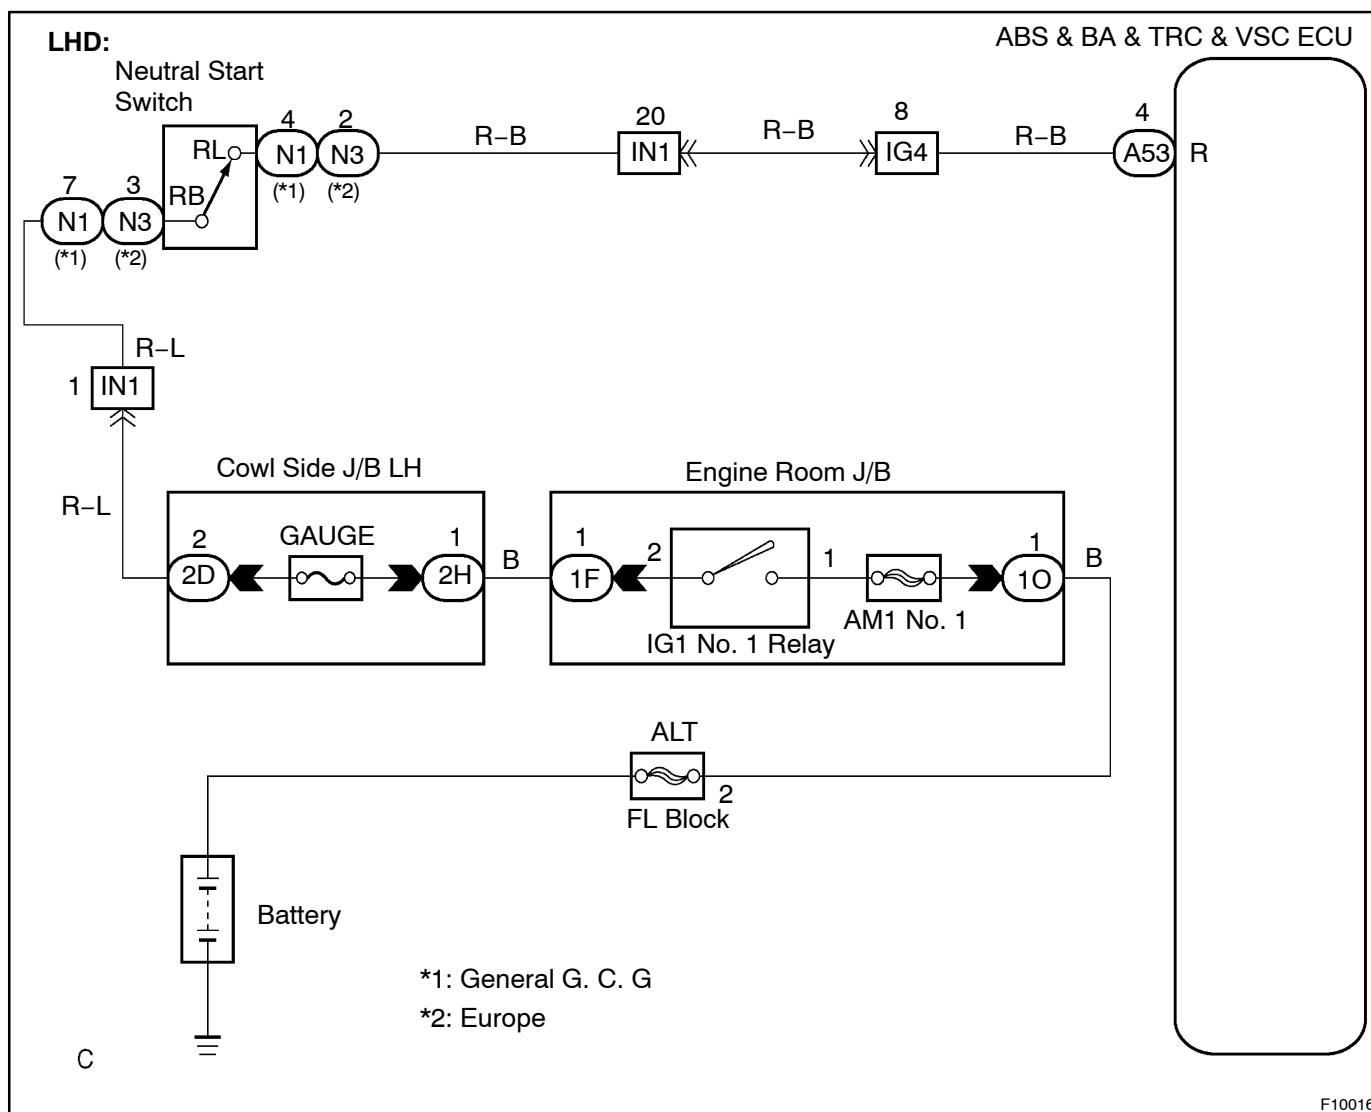 LHD:
ABS & BA & TRC & VSC ECU
Neutral Start
Switch
4 2
20
8
4
RL
N1 N3
R–B
IN1
R–B
IG4
R–B
A53
R
(*1) (*2)
7 3
RB
N1 N3
(*1) (*2)
R–L
1 IN1
Cowl Side J/B LH
Engine Room J/B
R–L
2
GAUGE
1
B
1
2
1
1
B
2D
2H
1F
1O
IG1 No. 1 Relay
AM1 No. 1
ALT
2
FL Block
Battery
*1: General G. C. G
*2: Europe
C
F10016